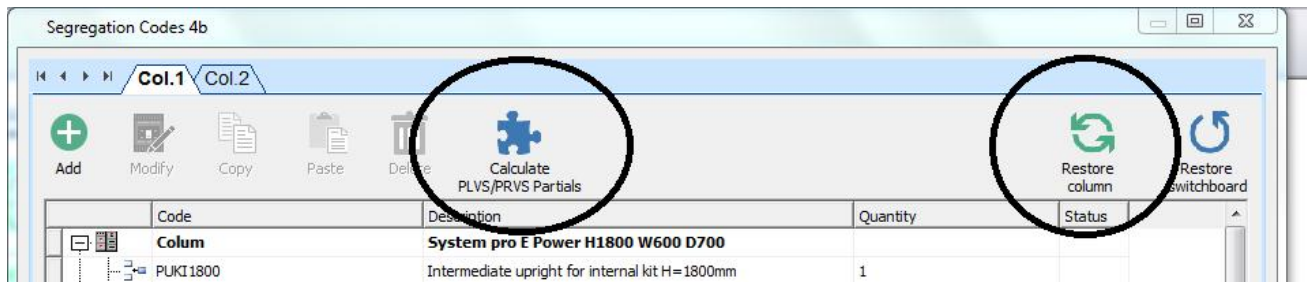 Segregation Codes 4b
Col.1 Col.2
Add Modify Copy Paste Delete Calculate PLVS/PRVS Partials Restore column Restore switchboard
Code Description Quantity Status
Colum System pro E Power H1800 W600 D700
PUKI1800 Intermediate upright for internal kit H=1800mm 1